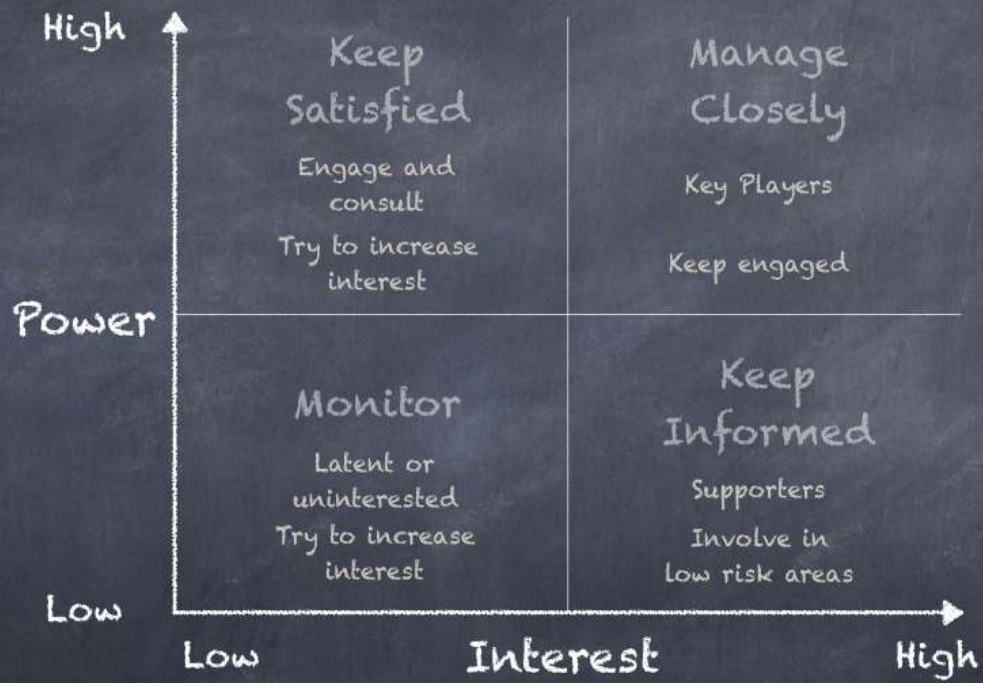 High
Keep
Satisfied
Engage and
consult
Try to increase
interest
Manage
Closely
Key Players
Keep engaged
Power
Monitor
Latent or
uninterested
Try to increase
interest
Keep
Informed
Supporters
Involve in
low risk areas
Low
Low
Interest
High